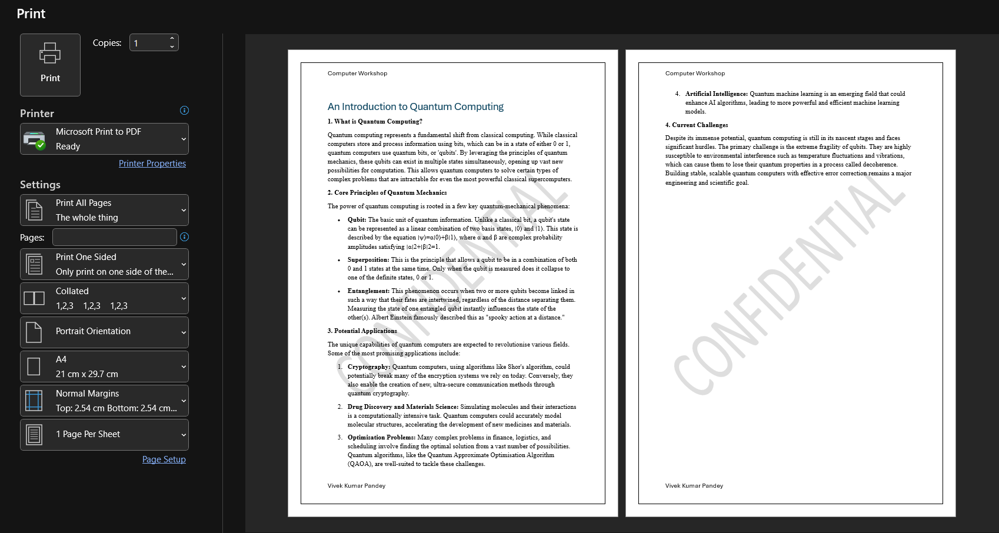 Print
Print
Copies:
1
Printer
Microsoft Print to PDF
Ready
Printer Properties
Settings
Print All Pages
The whole thing
Pages:
Print One Sided
Only print on one side of the...
Collated
1,2,3 1,2,3 1,2,3
Portrait Orientation
A4
21 cm x 29.7 cm
Normal Margins
Top: 2.54 cm Bottom: 2.54 cm...
1 Page Per Sheet
Page Setup
Computer Workshop
An Introduction to Quantum Computing
1. What is Quantum Computing?
Quantum computing represents a fundamental shift from classical computing. While classical
computers store and process information using bits, which can be in a state of either 0 or 1,
quantum computers use quantum bits, or 'qubits'. By leveraging the principles of quantum
mechanics, these qubits can exist in multiple states simultaneously, opening up vast new
possibilities for computation. This allows quantum computers to solve certain types of
complex problems that are intractable for even the most powerful classical supercomputers.
2. Core Principles of Quantum Mechanics
The power of quantum computing is rooted in a few key quantum-mechanical phenomena:
• Qubit: The basic unit of quantum information. Unlike a classical bit, a qubit's state
can be represented as a linear combination of two basis states, |0⟩ and |1⟩. This state is
described by the equation |ψ⟩=α|0⟩+β|1⟩, where α and β are complex probability
amplitudes satisfying |α|2+|β|2=1.
• Superposition: This is the principle that allows a qubit to be in a combination of both
0 and 1 states at the same time. Only when the qubit is measured does it collapse to
one of the definite states, 0 or 1.
• Entanglement: This phenomenon occurs when two or more qubits become linked in
such a way that their fates are intertwined, regardless of the distance separating them.
Measuring the state of one entangled qubit instantly influences the state of the
other(s). Albert Einstein famously described this as "spooky action at a distance."
3. Potential Applications
The unique capabilities of quantum computers are expected to revolutionise various fields.
Some of the most promising applications include:
1. Cryptography: Quantum computers, using algorithms like Shor's algorithm, could
potentially break many of the encryption systems we rely on today. Conversely, they
also enable the creation of new, ultra-secure communication methods through
quantum cryptography.
2. Drug Discovery and Materials Science: Simulating molecules and their interactions
is a computationally intensive task. Quantum computers could accurately model
molecular structures, accelerating the development of new medicines and materials.
3. Optimisation Problems: Many complex problems in finance, logistics, and
scheduling involve finding the optimal solution from a vast number of possibilities.
Quantum algorithms, like the Quantum Approximate Optimisation Algorithm
(QAOA), are well-suited to tackle these challenges.
CONFIDENTIAL
Vivek Kumar Pandey
Computer Workshop
4. Artificial Intelligence: Quantum machine learning is an emerging field that could
enhance AI algorithms, leading to more powerful and efficient machine learning
models.
4. Current Challenges
Despite its immense potential, quantum computing is still in its nascent stages and faces
significant hurdles. The primary challenge is the extreme fragility of qubits. They are highly
susceptible to environmental interference such as temperature fluctuations and vibrations,
which can cause them to lose their quantum properties in a process called decoherence.
Building stable, scalable quantum computers with effective error correction remains a major
engineering and scientific goal.
CONFIDENTIAL
Vivek Kumar Pandey